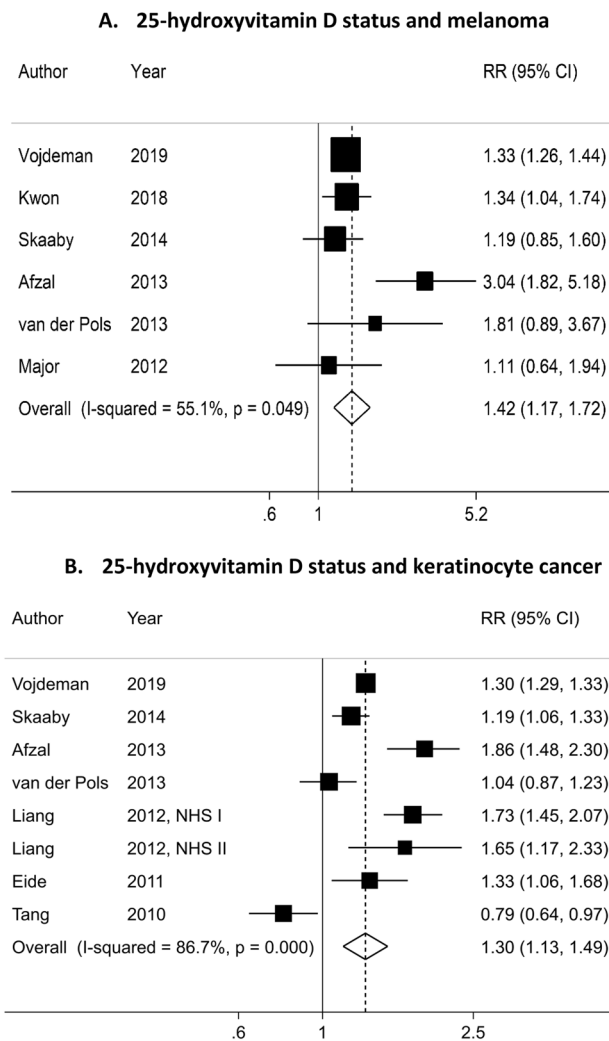 A. 25-hydroxyvitamin D status and melanoma
Author Year RR (95% CI)
Vojdeman 2019 1.33 (1.26, 1.44)
Kwon 2018 1.34 (1.04, 1.74)
Skaaby 2014 1.19 (0.85, 1.60)
Afzal 2013 3.04 (1.82, 5.18)
van der Pols 2013 1.81 (0.89, 3.67)
Major 2012 1.11 (0.64, 1.94)
Overall (I-squared = 55.1%, p = 0.049) 1.42 (1.17, 1.72)
.6 1 5.2
B. 25-hydroxyvitamin D status and keratinocyte cancer
Author Year RR (95% CI)
Vojdeman 2019 1.30 (1.29, 1.33)
Skaaby 2014 1.19 (1.06, 1.33)
Afzal 2013 1.86 (1.48, 2.30)
van der Pols 2013 1.04 (0.87, 1.23)
Liang 2012, NHS I 1.73 (1.45, 2.07)
Liang 2012, NHS II 1.65 (1.17, 2.33)
Eide 2011 1.33 (1.06, 1.68)
Tang 2010 0.79 (0.64, 0.97)
Overall (I-squared = 86.7%, p = 0.000) 1.30 (1.13, 1.49)
.6 1 2.5